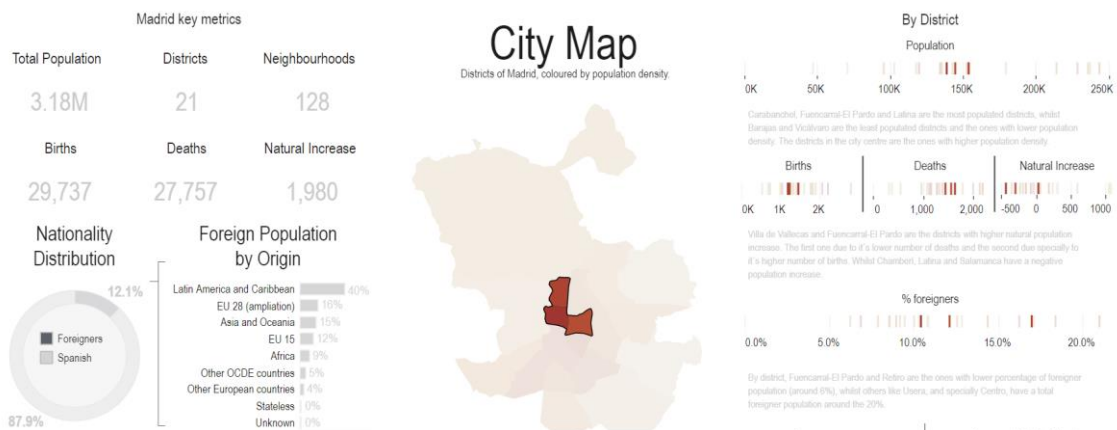 Madrid key metrics
Total Population
Districts
Neighbourhoods
3.18M
21
128
Births
Deaths
Natural Increase
29,737
27,757
1,980
Nationality
Distribution
12.1%
Foreigners
Spanish
87.9%
Foreign Population
by Origin
Latin America and Caribbean 40%
EU 28 (ampliation) 16%
Asia and Oceania 15%
EU 15 12%
Africa 9%
Other OCDE countries 5%
Other European countries 4%
Stateless 0%
Unknown 0%
City Map
Districts of Madrid, coloured by population density.
By District
Population
0K 50K 100K 150K 200K 250K
Carabanchel, Fuencarral-El Pardo and Latina are the most populated districts, whilst
Barajas and Vicálvaro are the least populated districts and the ones with lower population
density. The districts in the city centre are the ones with higher population density.
Births
0K 1K 2K
Deaths
0 1,000 2,000
Natural Increase
-500 0 500 1000
Villa de Vallecas and Fuencarral-El Pardo are the districts with higher natural population
increase. The first one due to it´s lower number of deaths and the second due specially to
it´s higher number of births. Whilst Chamberí, Latina and Salamanca have a negative
population increase.
% foreigners
0.0% 5.0% 10.0% 15.0% 20.0%
By district, Fuencarral-El Pardo and Retiro are the ones with lower percentage of foreigner
population (around 6%), whilst others like Usera, and specially Centro, have a total
foreigner population around the 20%.